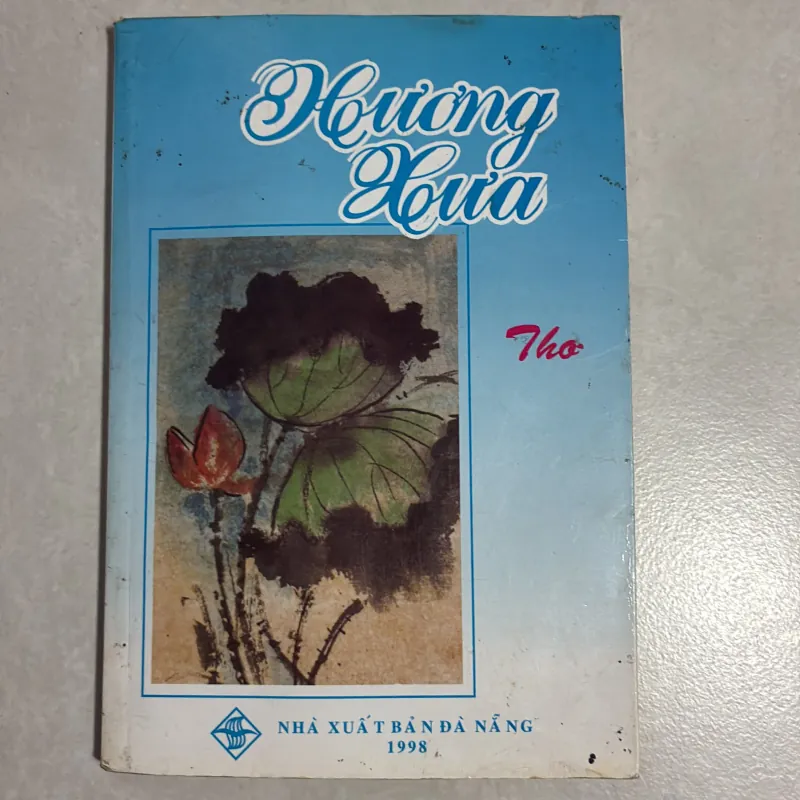 Hương
Xưa
Thơ
NHÀ XUẤT BẢN ĐÀ NẴNG
1998